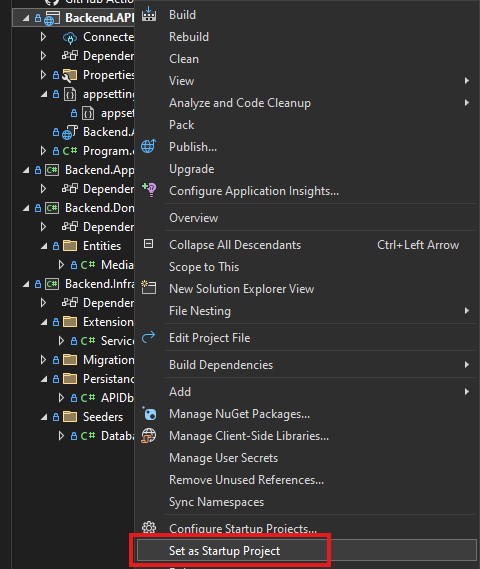 GitHub Actio
Backend.API
Build
Rebuild
Connecte
Clean
Depender
View
Properties
appsetting
Analyze and Code Cleanup
appset
Pack
Backend.A
Publish...
Program.c
Upgrade
Backend.App
Configure Application Insights...
Depender
Backend.Don
Overview
Depender
Collapse All Descendants Ctrl+Left Arrow
Entities
Media
Scope to This
Backend.Infra
New Solution Explorer View
Depender
File Nesting
Extension
Servic
Edit Project File
Migration
Build Dependencies
Persistanc
APIDb
Add
Seeders
Manage NuGet Packages...
Datab
Manage Client-Side Libraries...
Manage User Secrets
Remove Unused References...
Sync Namespaces
Configure Startup Projects...
Set as Startup Project